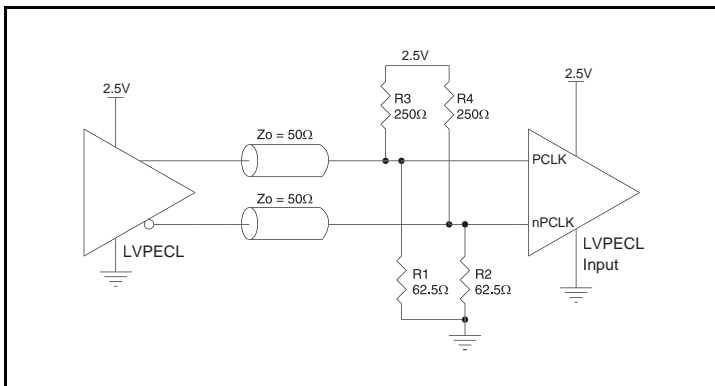 2.5V
2.5V
2.5V
R3
250Ω
R4
250Ω
Zo = 50Ω
PCLK
Zo = 50Ω
nPCLK
LVPECL
LVPECL
Input
R1
62.5Ω
R2
62.5Ω